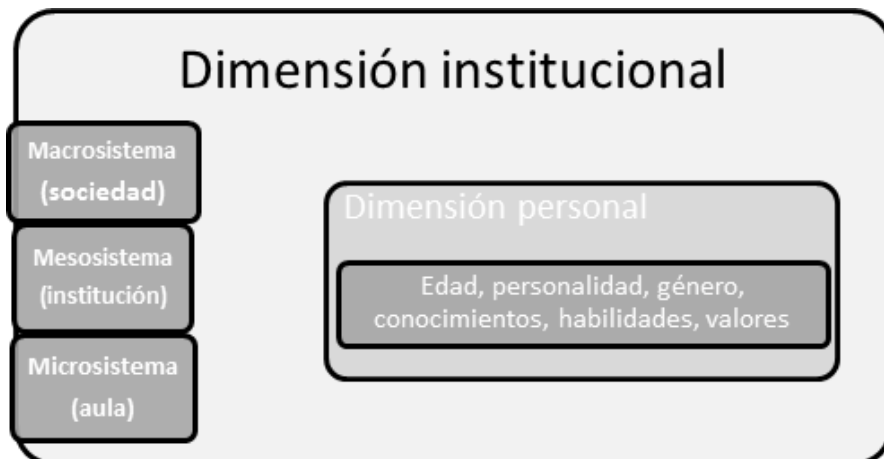 Dimensión institucional
Macrosistema
(sociedad)
Mesosistema
(institución)
Microsistema
(aula)
Dimensión personal
Edad, personalidad, género,
conocimientos, habilidades, valores